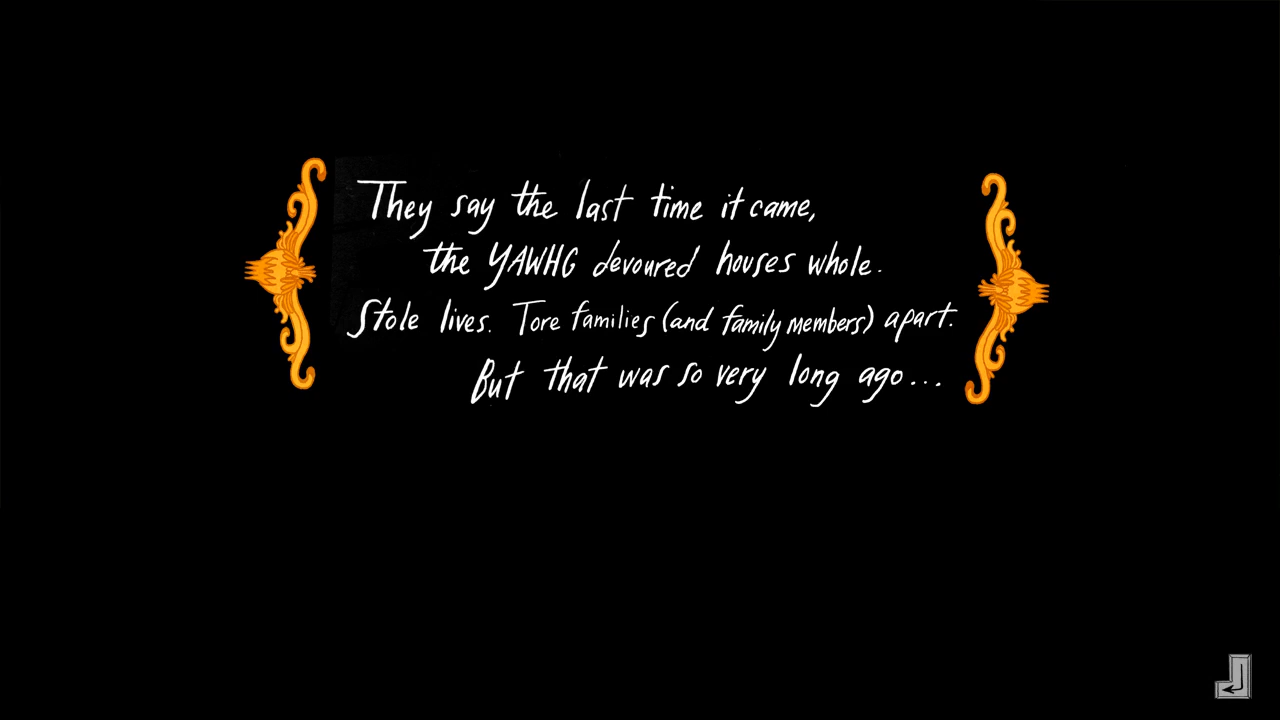 They say the last time it came,
the YAWHG devoured houses whole.
Stole lives. Tore families (and family members) apart.
But that was so very long ago...